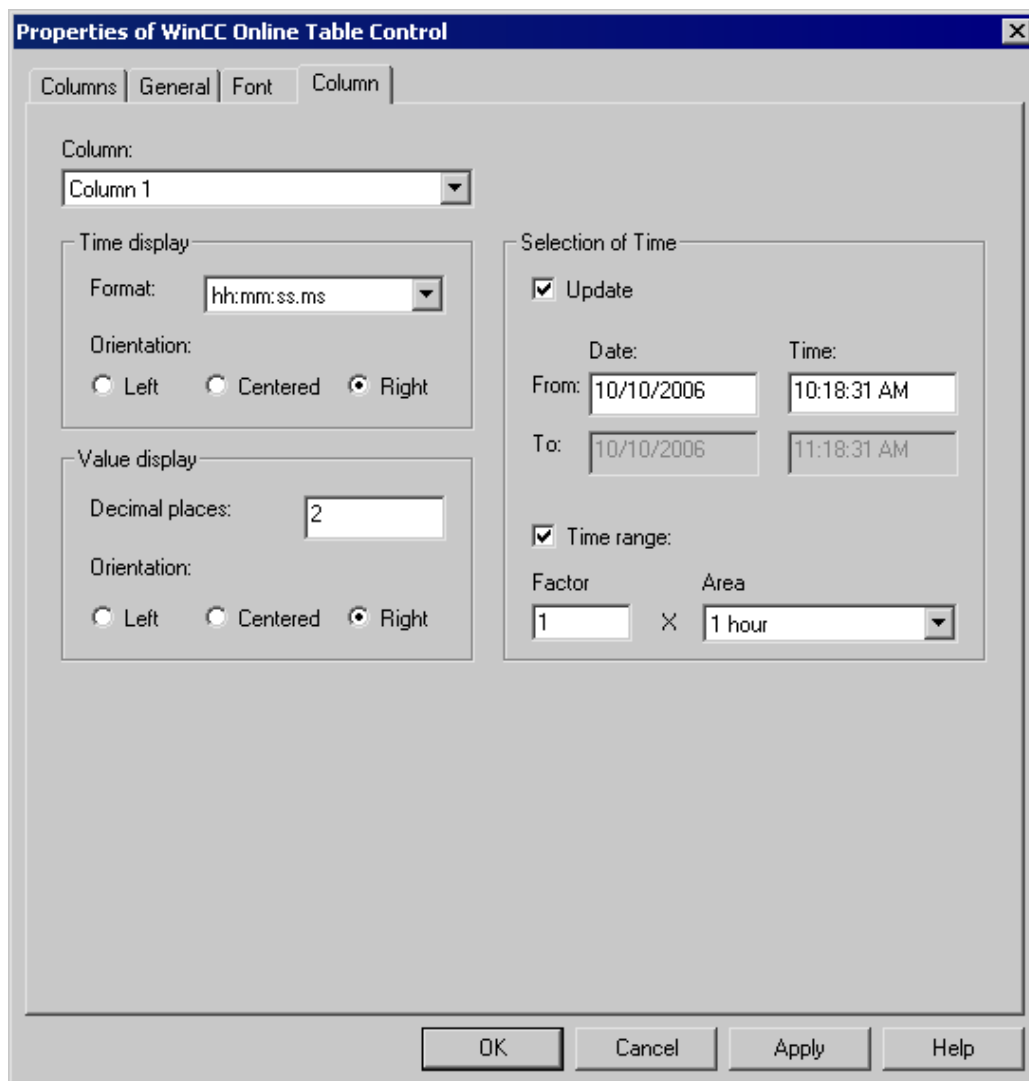 Properties of WinCC Online Table Control
Columns General Font Column
Column:
Column 1
Time display
Format: hh:mm:ss.ms
Orientation:
Left Centered Right
Value display
Decimal places: 2
Orientation:
Left Centered Right
Selection of Time
Update
Date: Time:
From: 10/10/2006 10:18:31 AM
To: 10/10/2006 11:18:31 AM
Time range:
Factor Area
1 X 1 hour
OK Cancel Apply Help